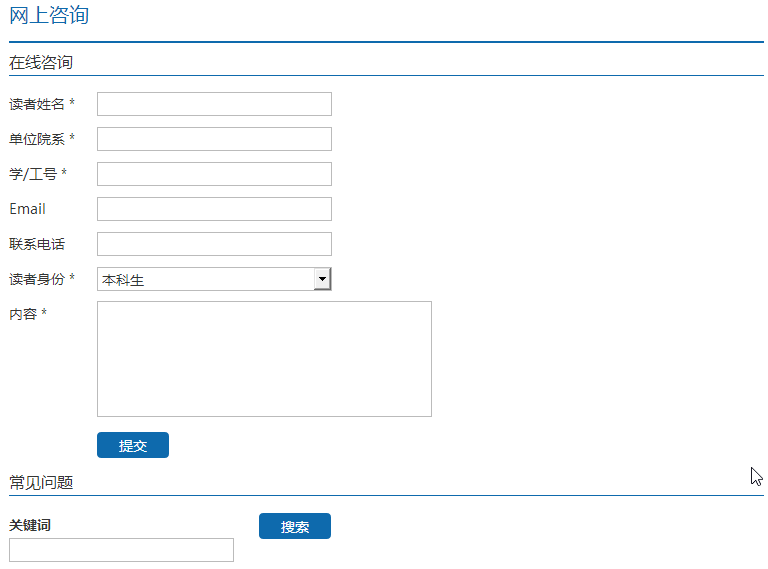 网上咨询
在线咨询
读者姓名 *
单位院系 *
学/工号 *
Email
联系电话
读者身份 * 本科生
内容 *
提交
常见问题
关键词 搜索